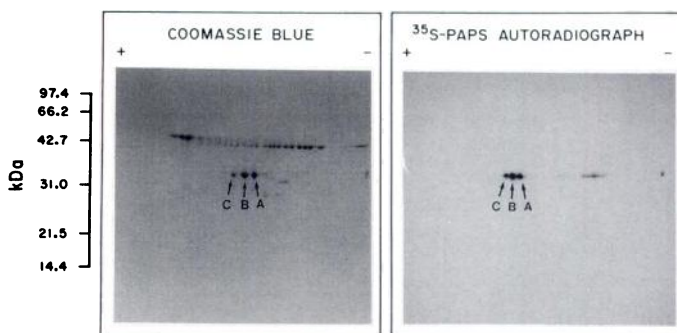 COOMASSIE BLUE
+ −
97.4
66.2
42.7
31.0
21.5
14.4
kDa
C B A
³⁵S-PAPS AUTORADIOGRAPH
+ −
C B A